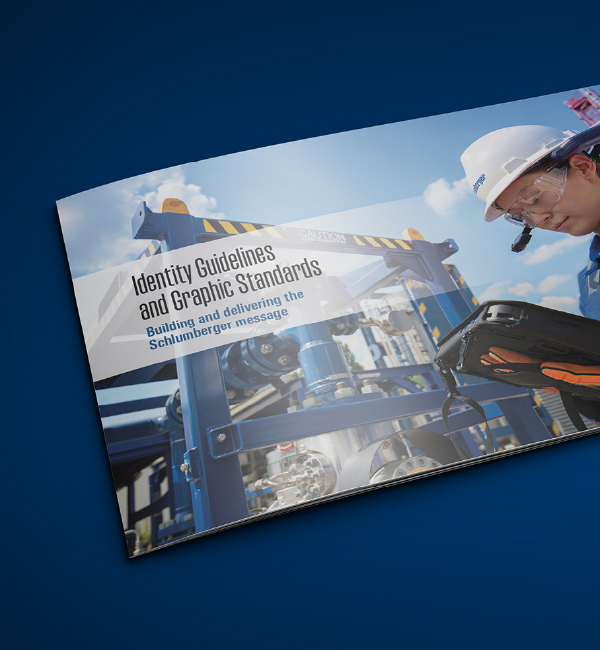 CAUTION
Identity Guidelines
and Graphic Standards
Building and delivering the
Schlumberger message